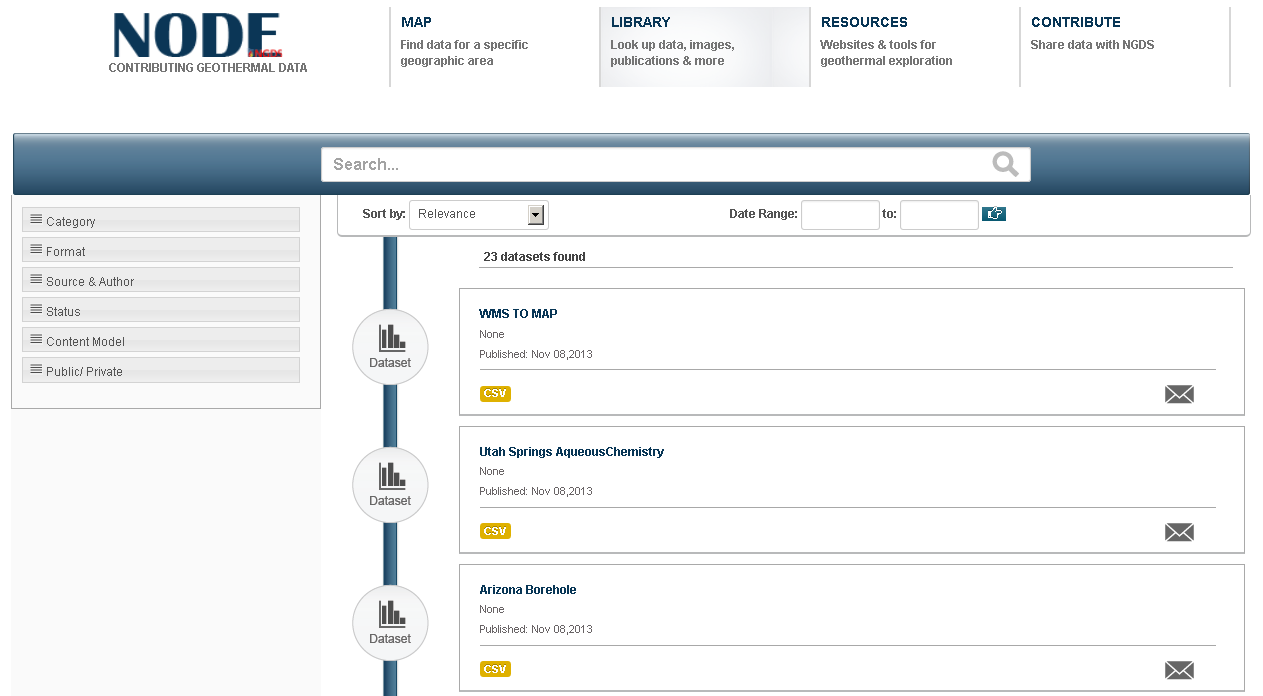 NODE
NGDS
CONTRIBUTING GEOTHERMAL DATA
MAP
Find data for a specific
geographic area
LIBRARY
Look up data, images,
publications & more
RESOURCES
Websites & tools for
geothermal exploration
CONTRIBUTE
Share data with NGDS
Search...
Category
Format
Source & Author
Status
Content Model
Public/ Private
Sort by: Relevance
Date Range: to:
23 datasets found
Dataset
WMS TO MAP
None
Published: Nov 08,2013
CSV
Dataset
Utah Springs AqueousChemistry
None
Published: Nov 08,2013
CSV
Dataset
Arizona Borehole
None
Published: Nov 08,2013
CSV